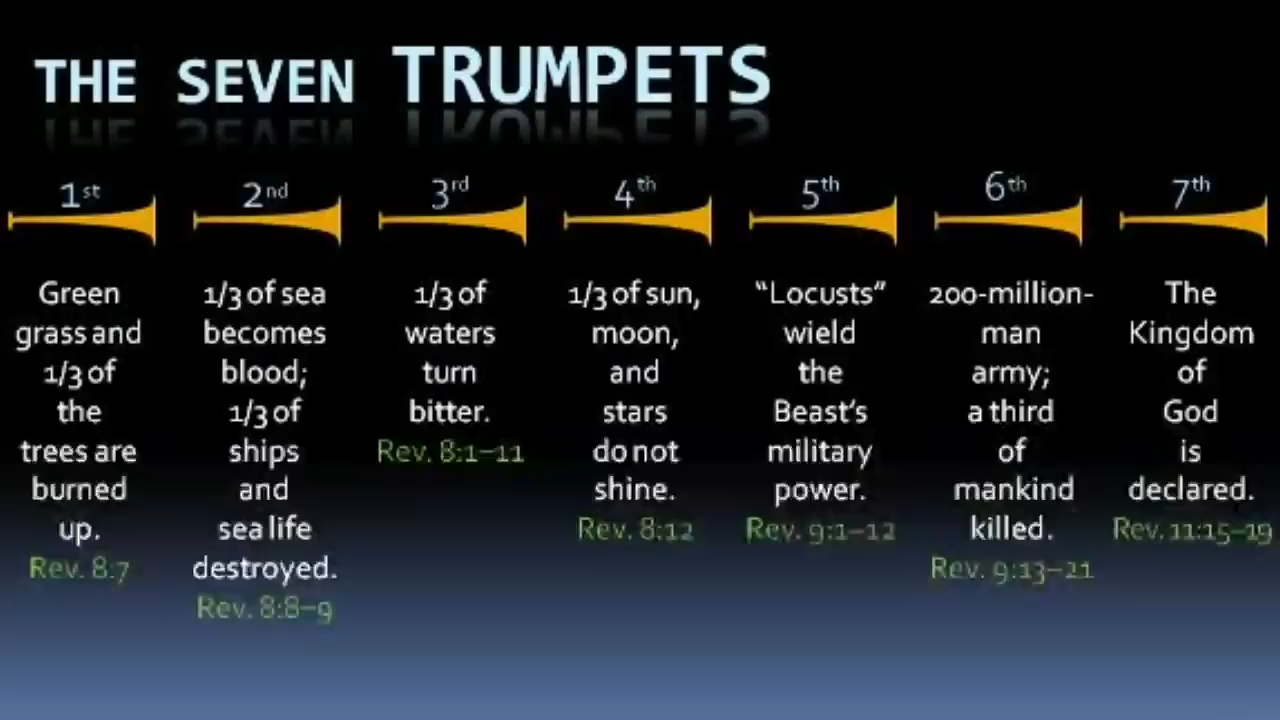 THE SEVEN TRUMPETS
1st
Green
grass and
1/3 of
the
trees are
burned
up.
Rev. 8:7
2nd
1/3 of sea
becomes
blood;
1/3 of
ships
and
sea life
destroyed.
Rev. 8:8–9
3rd
1/3 of
waters
turn
bitter.
Rev. 8:1–11
4th
1/3 of sun,
moon,
and
stars
do not
shine.
Rev. 8:12
5th
“Locusts”
wield
the
Beast’s
military
power.
Rev. 9:1–12
6th
200-million-
man
army;
a third
of
mankind
killed.
Rev. 9:13–21
7th
The
Kingdom
of
God
is
declared.
Rev. 11:15–19